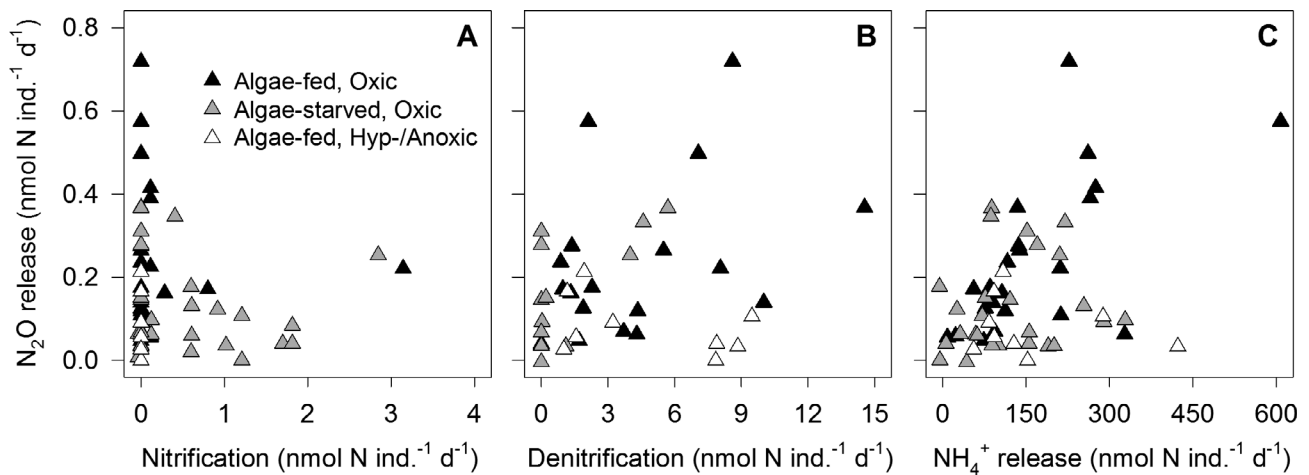 A
B
C
N₂O release (nmol N ind.⁻¹ d⁻¹)
0.8
0.6
0.4
0.2
0.0
Algae-fed, Oxic
Algae-starved, Oxic
Algae-fed, Hyp-/Anoxic
0 1 2 3 4
0 3 6 9 12 15
0 150 300 450 600
Nitrification (nmol N ind.⁻¹ d⁻¹)
Denitrification (nmol N ind.⁻¹ d⁻¹)
NH₄⁺ release (nmol N ind.⁻¹ d⁻¹)